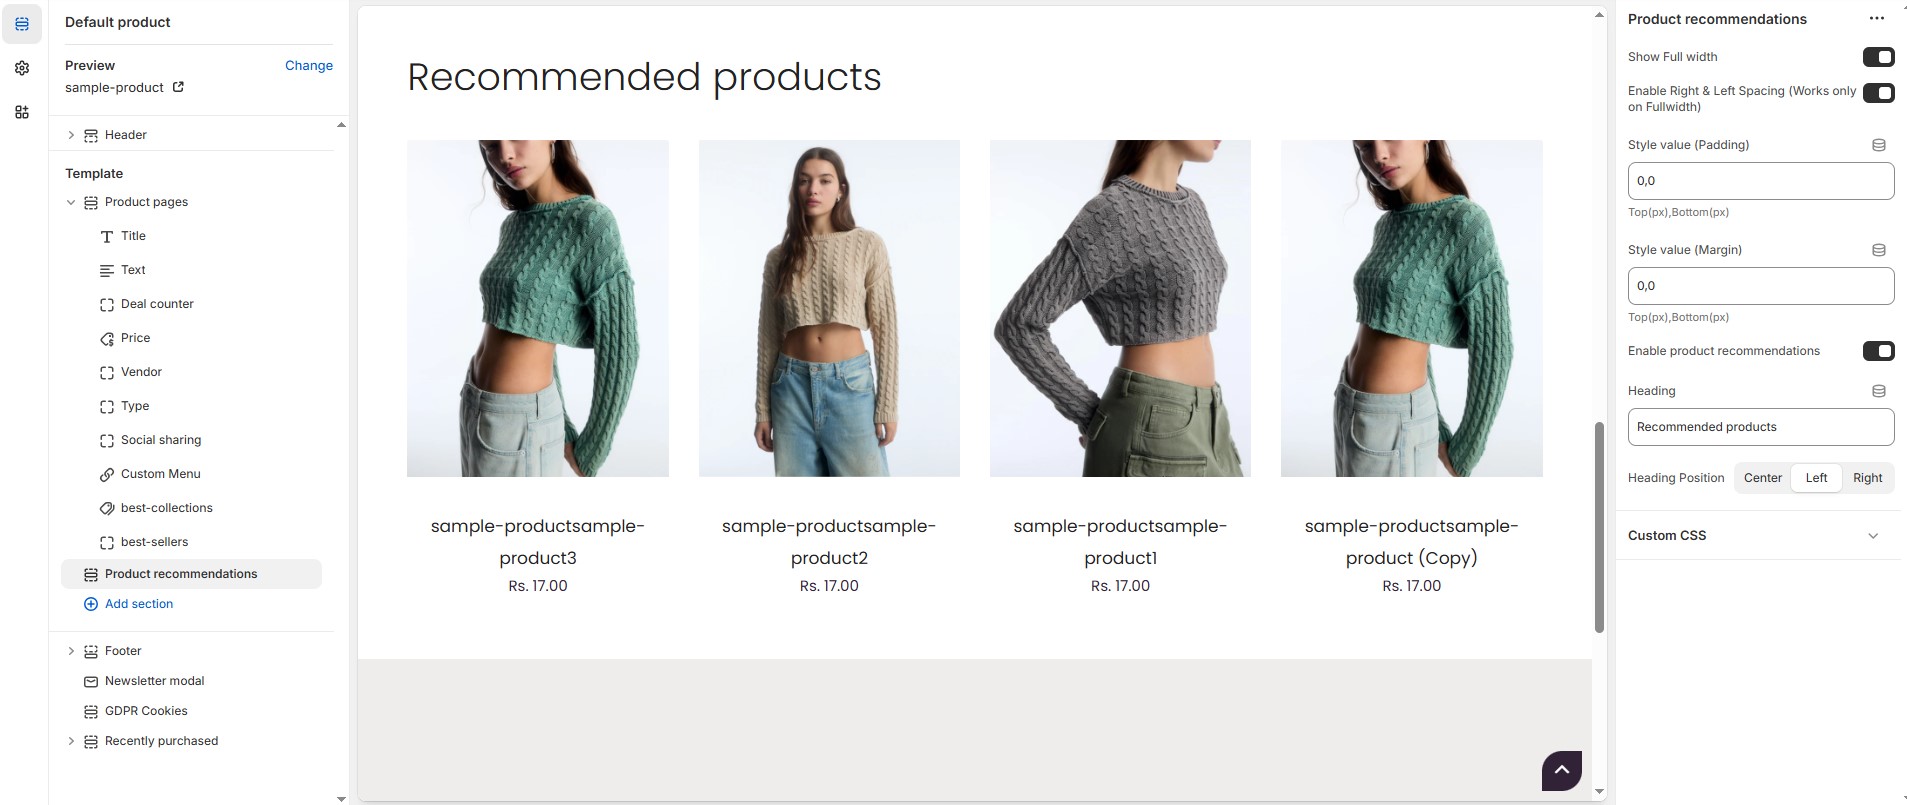 Default product
Preview
Change
sample-product
Header
Template
Product pages
Title
Text
Deal counter
Price
Vendor
Type
Social sharing
Custom Menu
best-collections
best-sellers
Product recommendations
Add section
Footer
Newsletter modal
GDPR Cookies
Recently purchased
Recommended products
sample-productsample-
product3
Rs. 17.00
sample-productsample-
product2
Rs. 17.00
sample-productsample-
product1
Rs. 17.00
sample-productsample-
product (Copy)
Rs. 17.00
Product recommendations
Show Full width
Enable Right & Left Spacing (Works only
on Fullwidth)
Style value (Padding)
0,0
Top(px),Bottom(px)
Style value (Margin)
0,0
Top(px),Bottom(px)
Enable product recommendations
Heading
Recommended products
Heading Position
Center
Left
Right
Custom CSS